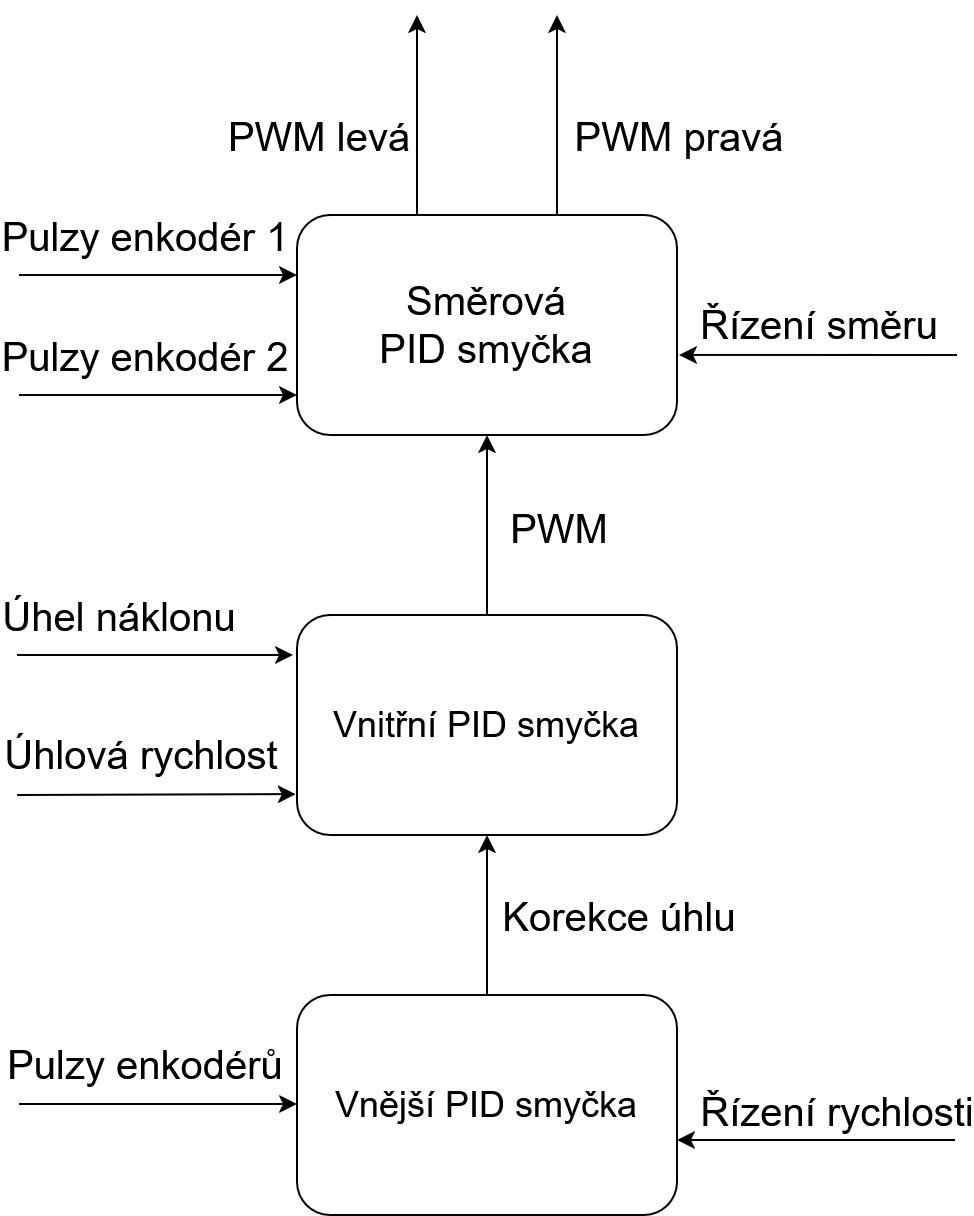 PWM levá
PWM pravá
Pulzy enkodér 1
Směrová
PID smyčka
Řízení směru
Pulzy enkodér 2
PWM
Úhel náklonu
Vnitřní PID smyčka
Úhlová rychlost
Korekce úhlu
Pulzy enkodérů
Vnější PID smyčka
Řízení rychlosti